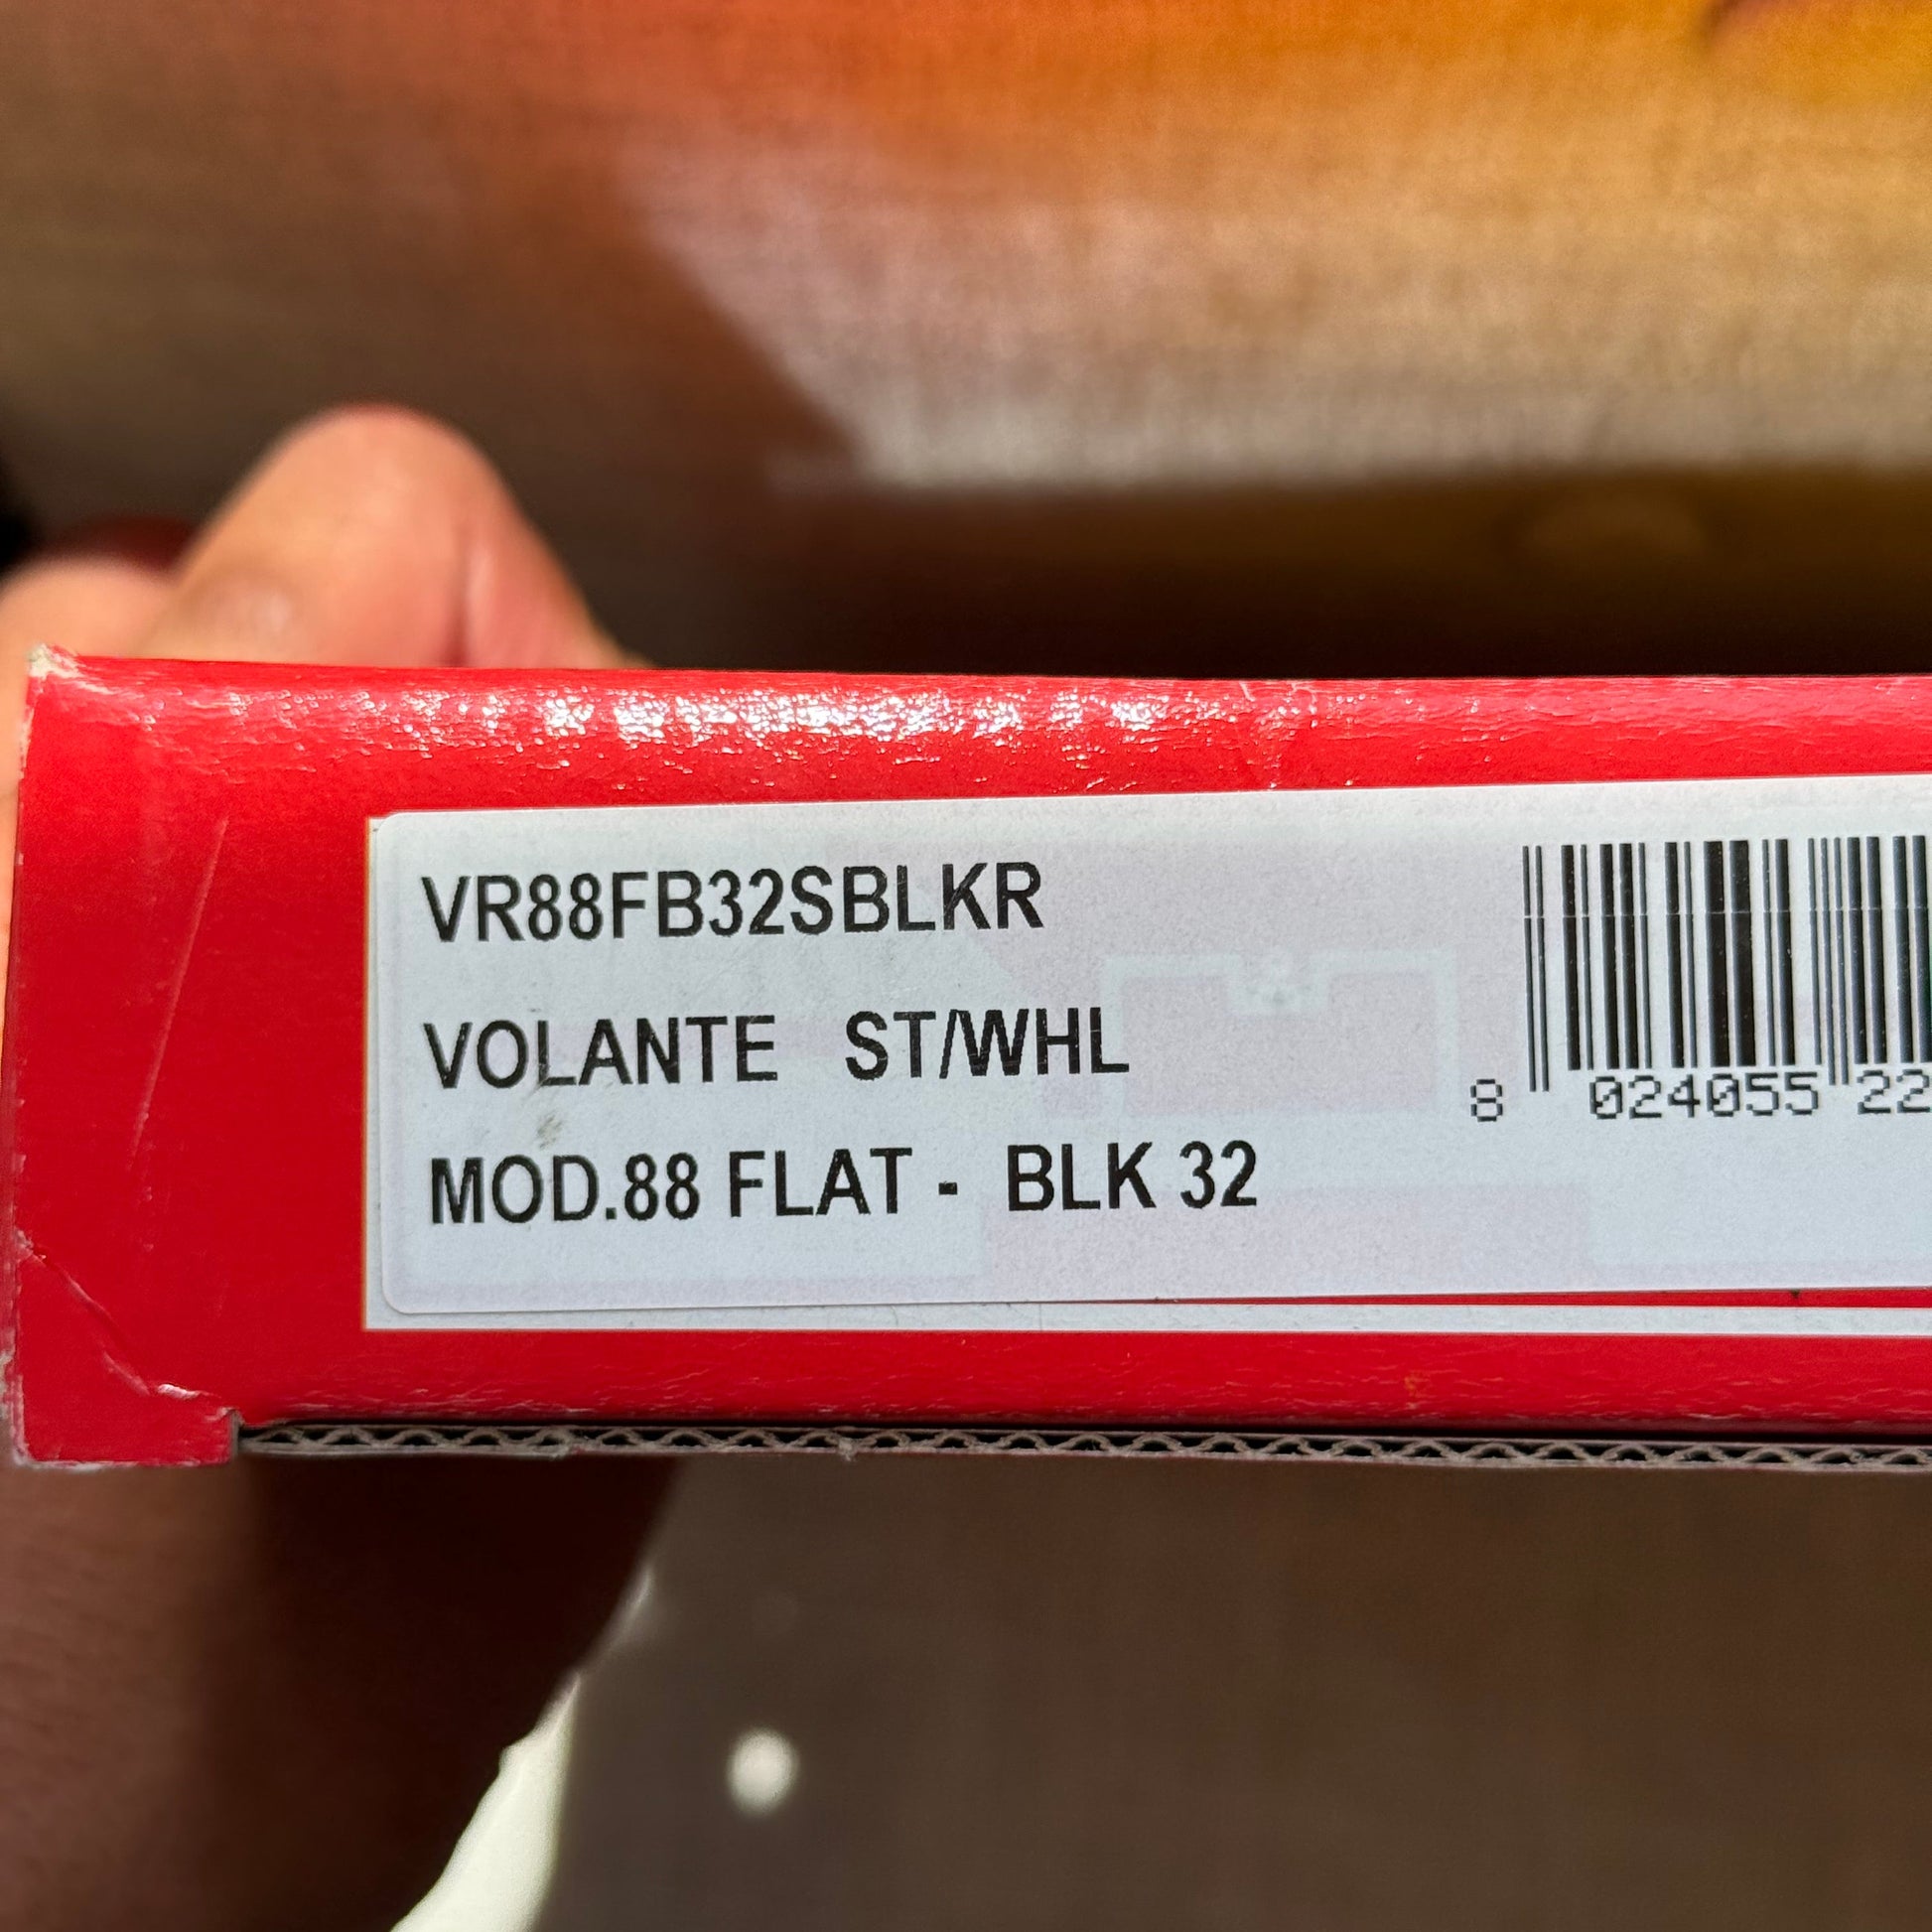 VR88FB32SBLKR
VOLANTE ST/WHL
MOD.88 FLAT - BLK 32
8 024055 22